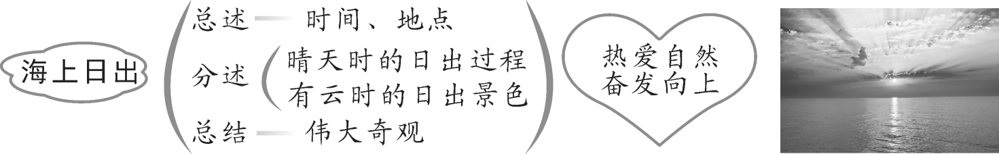 海上日出
总述 时间、地点
分述
晴天时的日出过程
有云时的日出景色
总结 伟大奇观
热爱自然
奋发向上